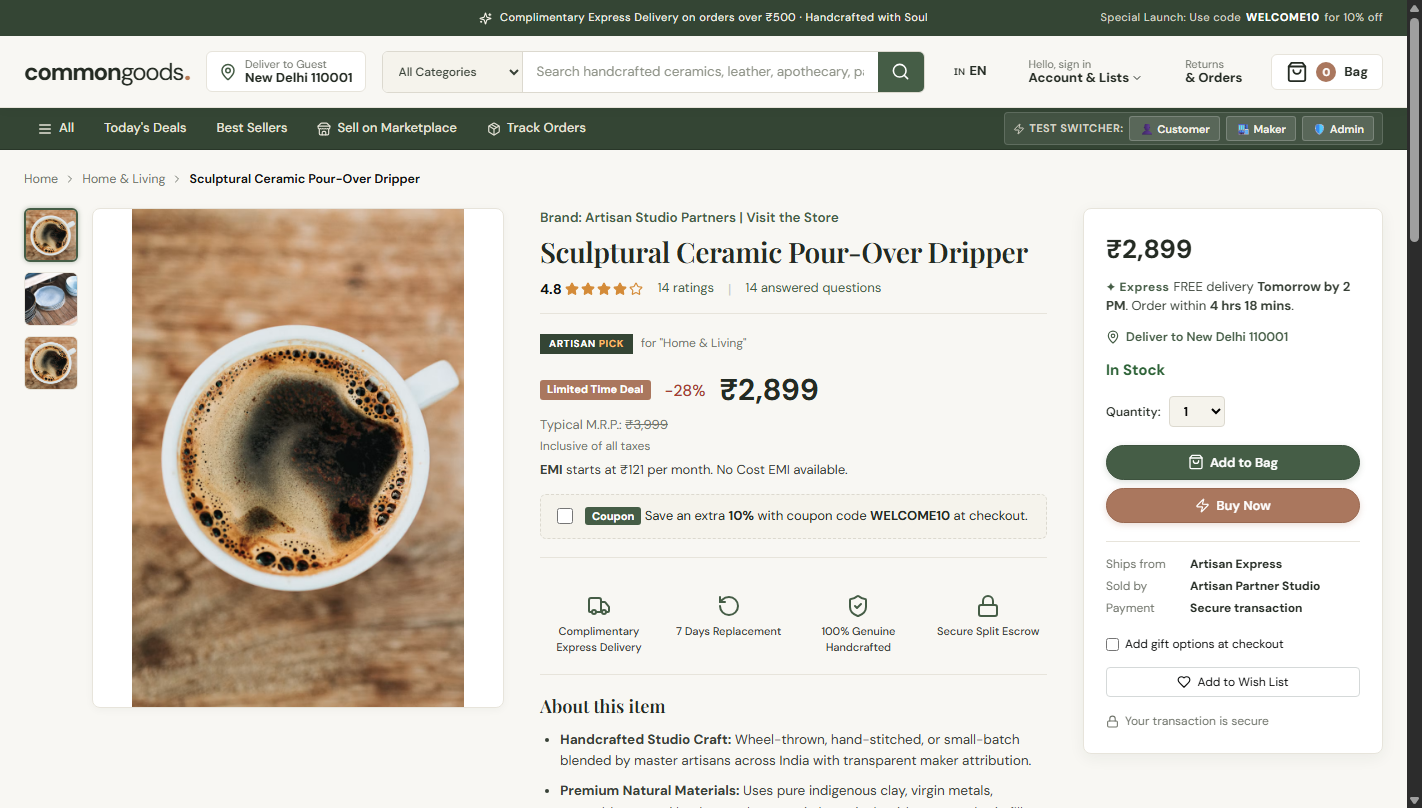 Complimentary Express Delivery on orders over ₹500 · Handcrafted with Soul
Special Launch: Use code WELCOME10 for 10% off
commongoods.
Deliver to Guest
New Delhi 110001
All Categories
Search handcrafted ceramics, leather, apothecary, pa
IN EN
Hello, sign in
Account & Lists
Returns
& Orders
0 Bag
All
Today's Deals
Best Sellers
Sell on Marketplace
Track Orders
TEST SWITCHER:
Customer
Maker
Admin
Home > Home & Living > Sculptural Ceramic Pour-Over Dripper
Brand: Artisan Studio Partners | Visit the Store
Sculptural Ceramic Pour-Over Dripper
4.8 14 ratings | 14 answered questions
ARTISAN PICK for "Home & Living"
Limited Time Deal -28% ₹2,899
Typical M.R.P.: ₹3,999
Inclusive of all taxes
EMI starts at ₹121 per month. No Cost EMI available.
Coupon Save an extra 10% with coupon code WELCOME10 at checkout.
Complimentary
Express Delivery
7 Days Replacement
100% Genuine
Handcrafted
Secure Split Escrow
About this item
• Handcrafted Studio Craft: Wheel-thrown, hand-stitched, or small-batch
blended by master artisans across India with transparent maker attribution.
• Premium Natural Materials: Uses pure indigenous clay, virgin metals,
₹2,899
✦ Express FREE delivery Tomorrow by 2
PM. Order within 4 hrs 18 mins.
Deliver to New Delhi 110001
In Stock
Quantity: 1
Add to Bag
Buy Now
Ships from Artisan Express
Sold by Artisan Partner Studio
Payment Secure transaction
Add gift options at checkout
Add to Wish List
Your transaction is secure